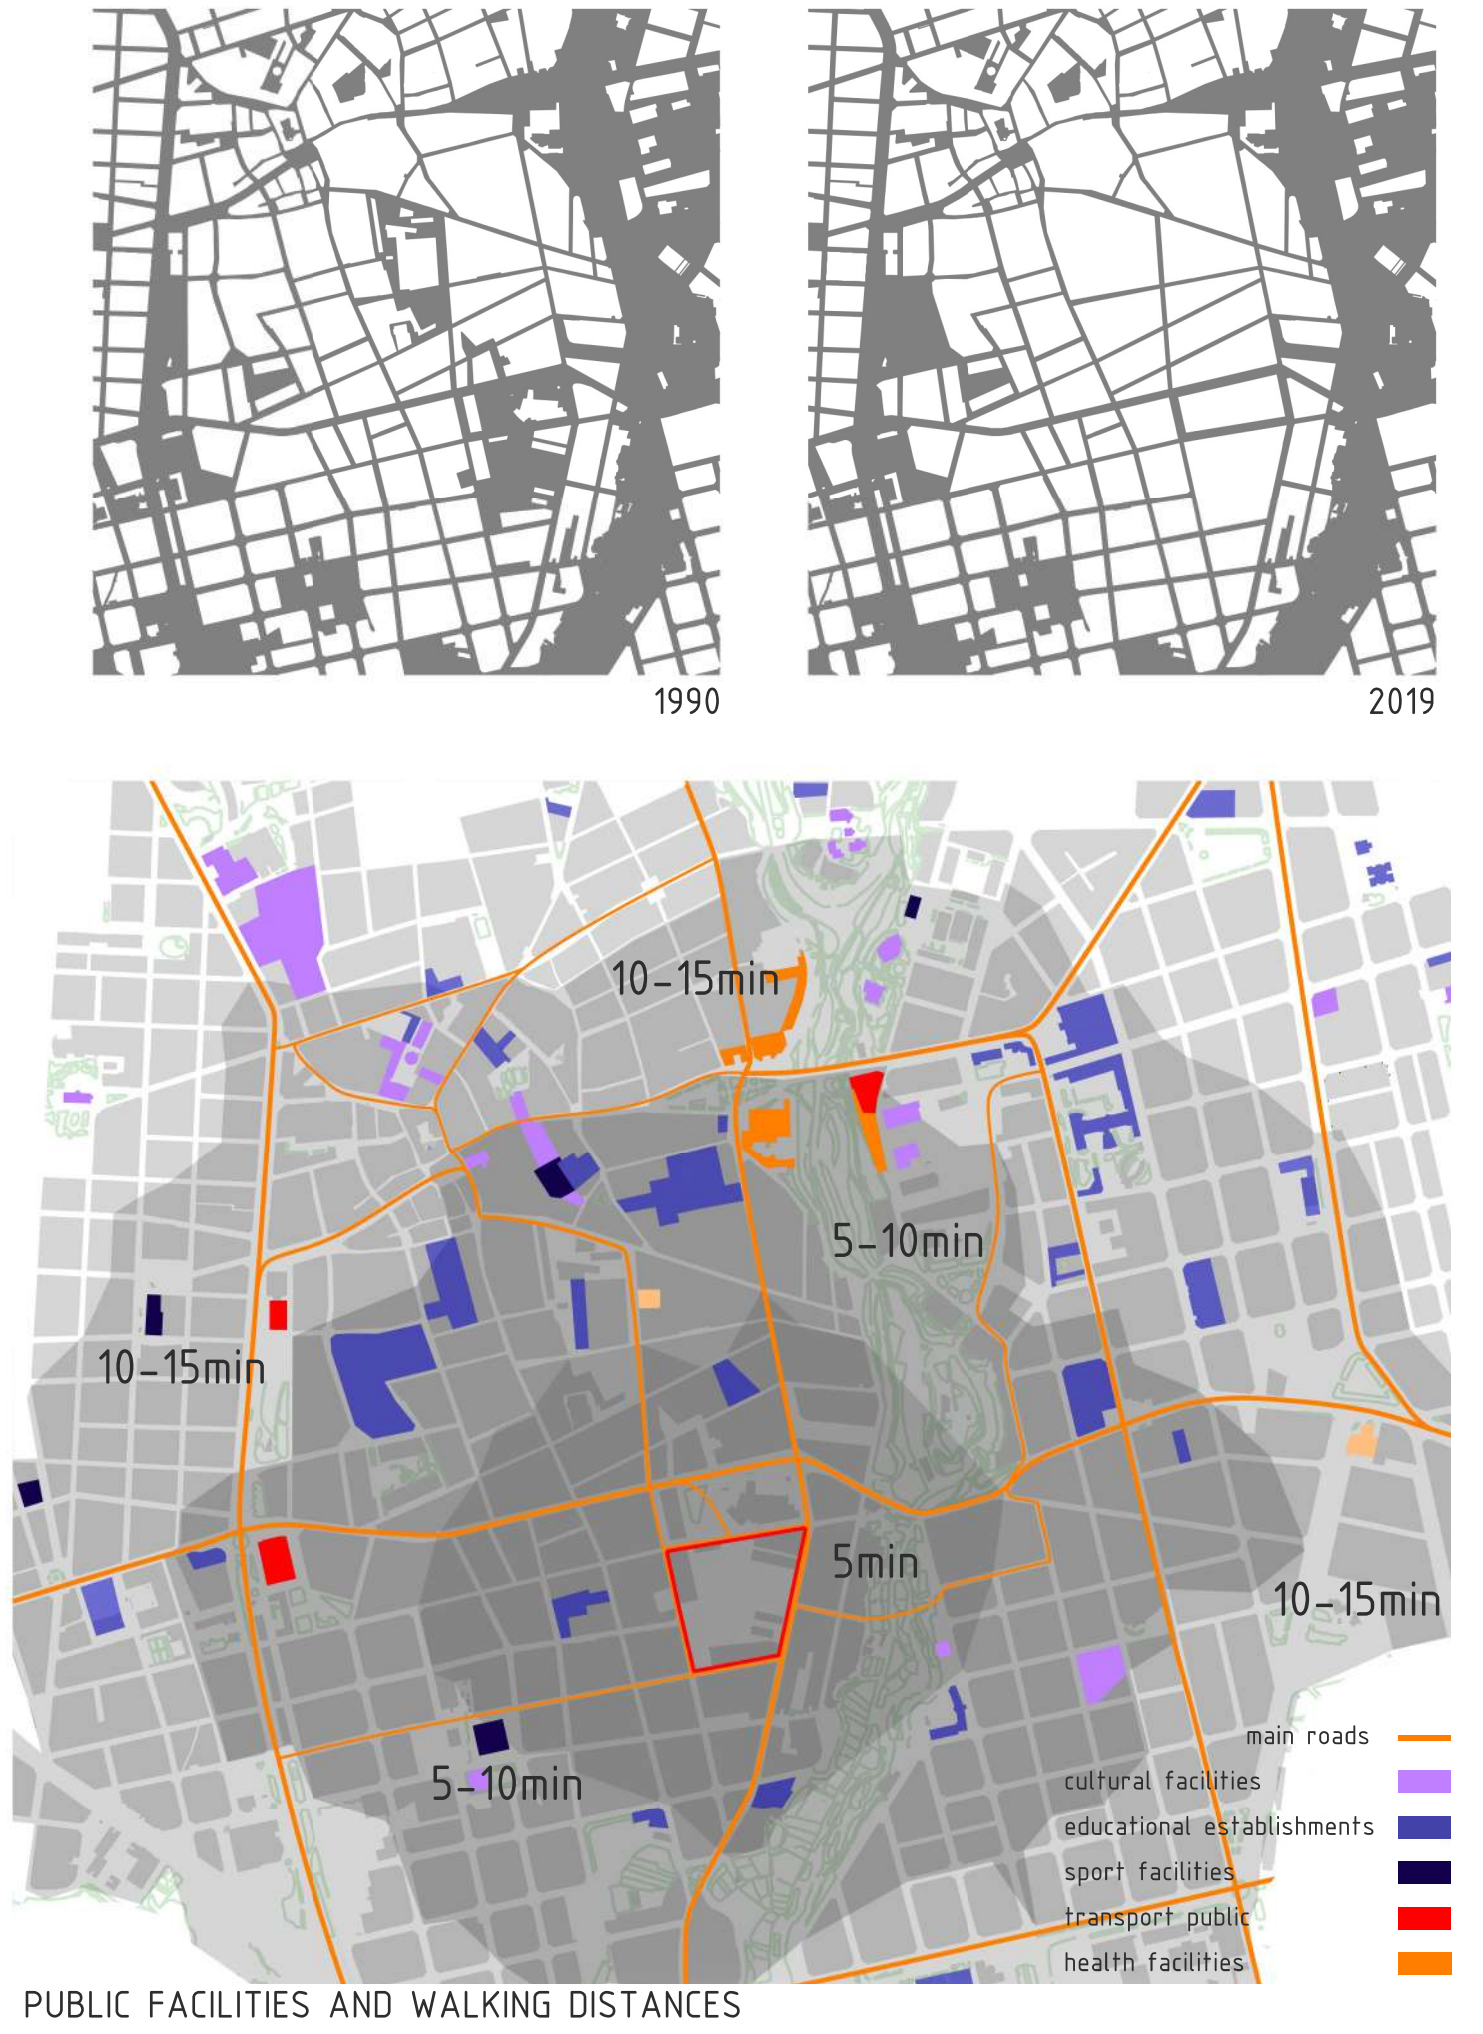 1990
2019
10-15min
5-10min
10-15min
5min
10-15min
5-10min
main roads
cultural facilities
educational establishments
sport facilities
transport public
health facilities
PUBLIC FACILITIES AND WALKING DISTANCES